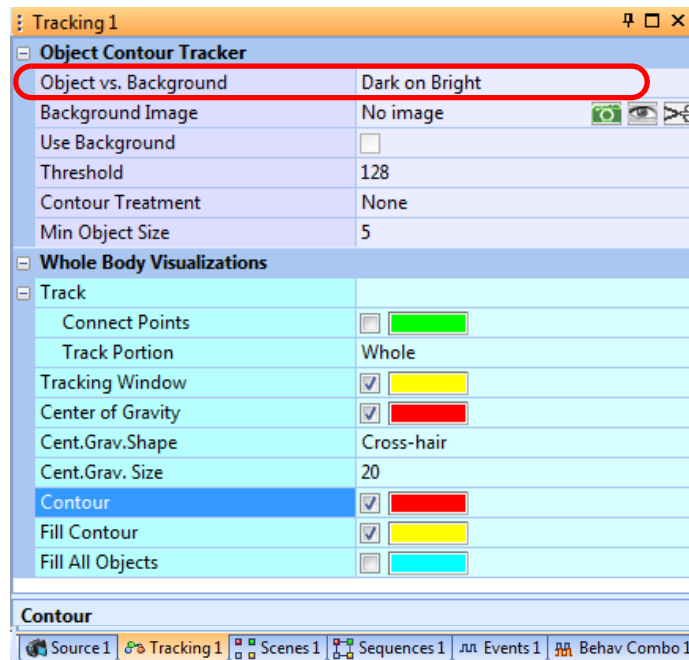 Tracking 1
Object Contour Tracker
Object vs. Background Dark on Bright
Background Image No image
Use Background
Threshold 128
Contour Treatment None
Min Object Size 5
Whole Body Visualizations
Track
Connect Points
Track Portion Whole
Tracking Window
Center of Gravity
Cent.Grav.Shape Cross-hair
Cent.Grav. Size 20
Contour
Fill Contour
Fill All Objects
Contour
Source 1 Tracking 1 Scenes 1 Sequences 1 Events 1 Behav Combo 1